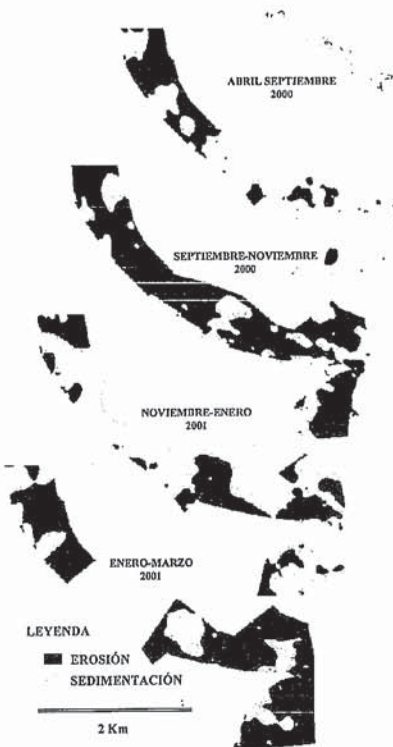 ABRIL SEPTIEMBRE
2000
SEPTIEMBRE-NOVIEMBRE
2000
NOVIEMBRE-ENERO
2001
ENERO-MARZO
2001
LEYENDA
EROSIÓN
SEDIMENTACIÓN
2 Km